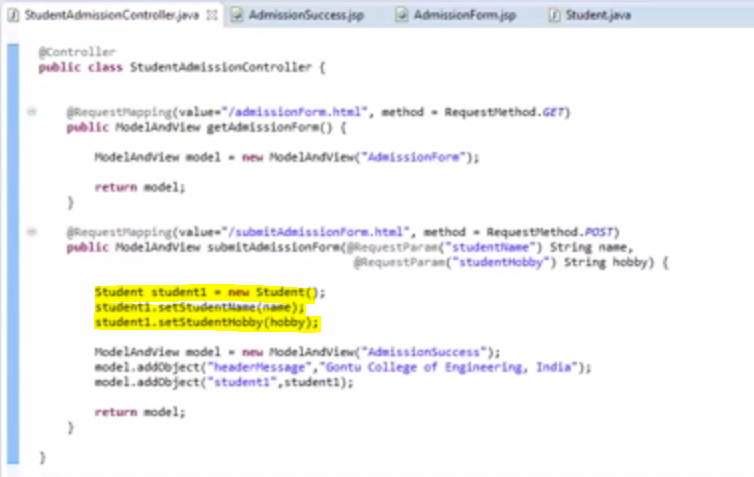 StudentAdmissionController.java AdmissionSuccess.jsp AdmissionForm.jsp Student.java
@Controller
public class StudentAdmissionController {
@RequestMapping(value="/admissionForm.html", method = RequestMethod.GET)
public ModelAndView getAdmissionForm() {
ModelAndView model = new ModelAndView("AdmissionForm");
return model;
}
@RequestMapping(value="/submitAdmissionForm.html", method = RequestMethod.POST)
public ModelAndView submitAdmissionForm(@RequestParam("studentName") String name,
@RequestParam("studentHobby") String hobby) {
Student student1 = new Student();
student1.setStudentName(name);
student1.setStudentHobby(hobby);
ModelAndView model = new ModelAndView("AdmissionSuccess");
model.addObject("headerMessage","Gontu College of Engineering, India");
model.addObject("student1",student1);
return model;
}
}